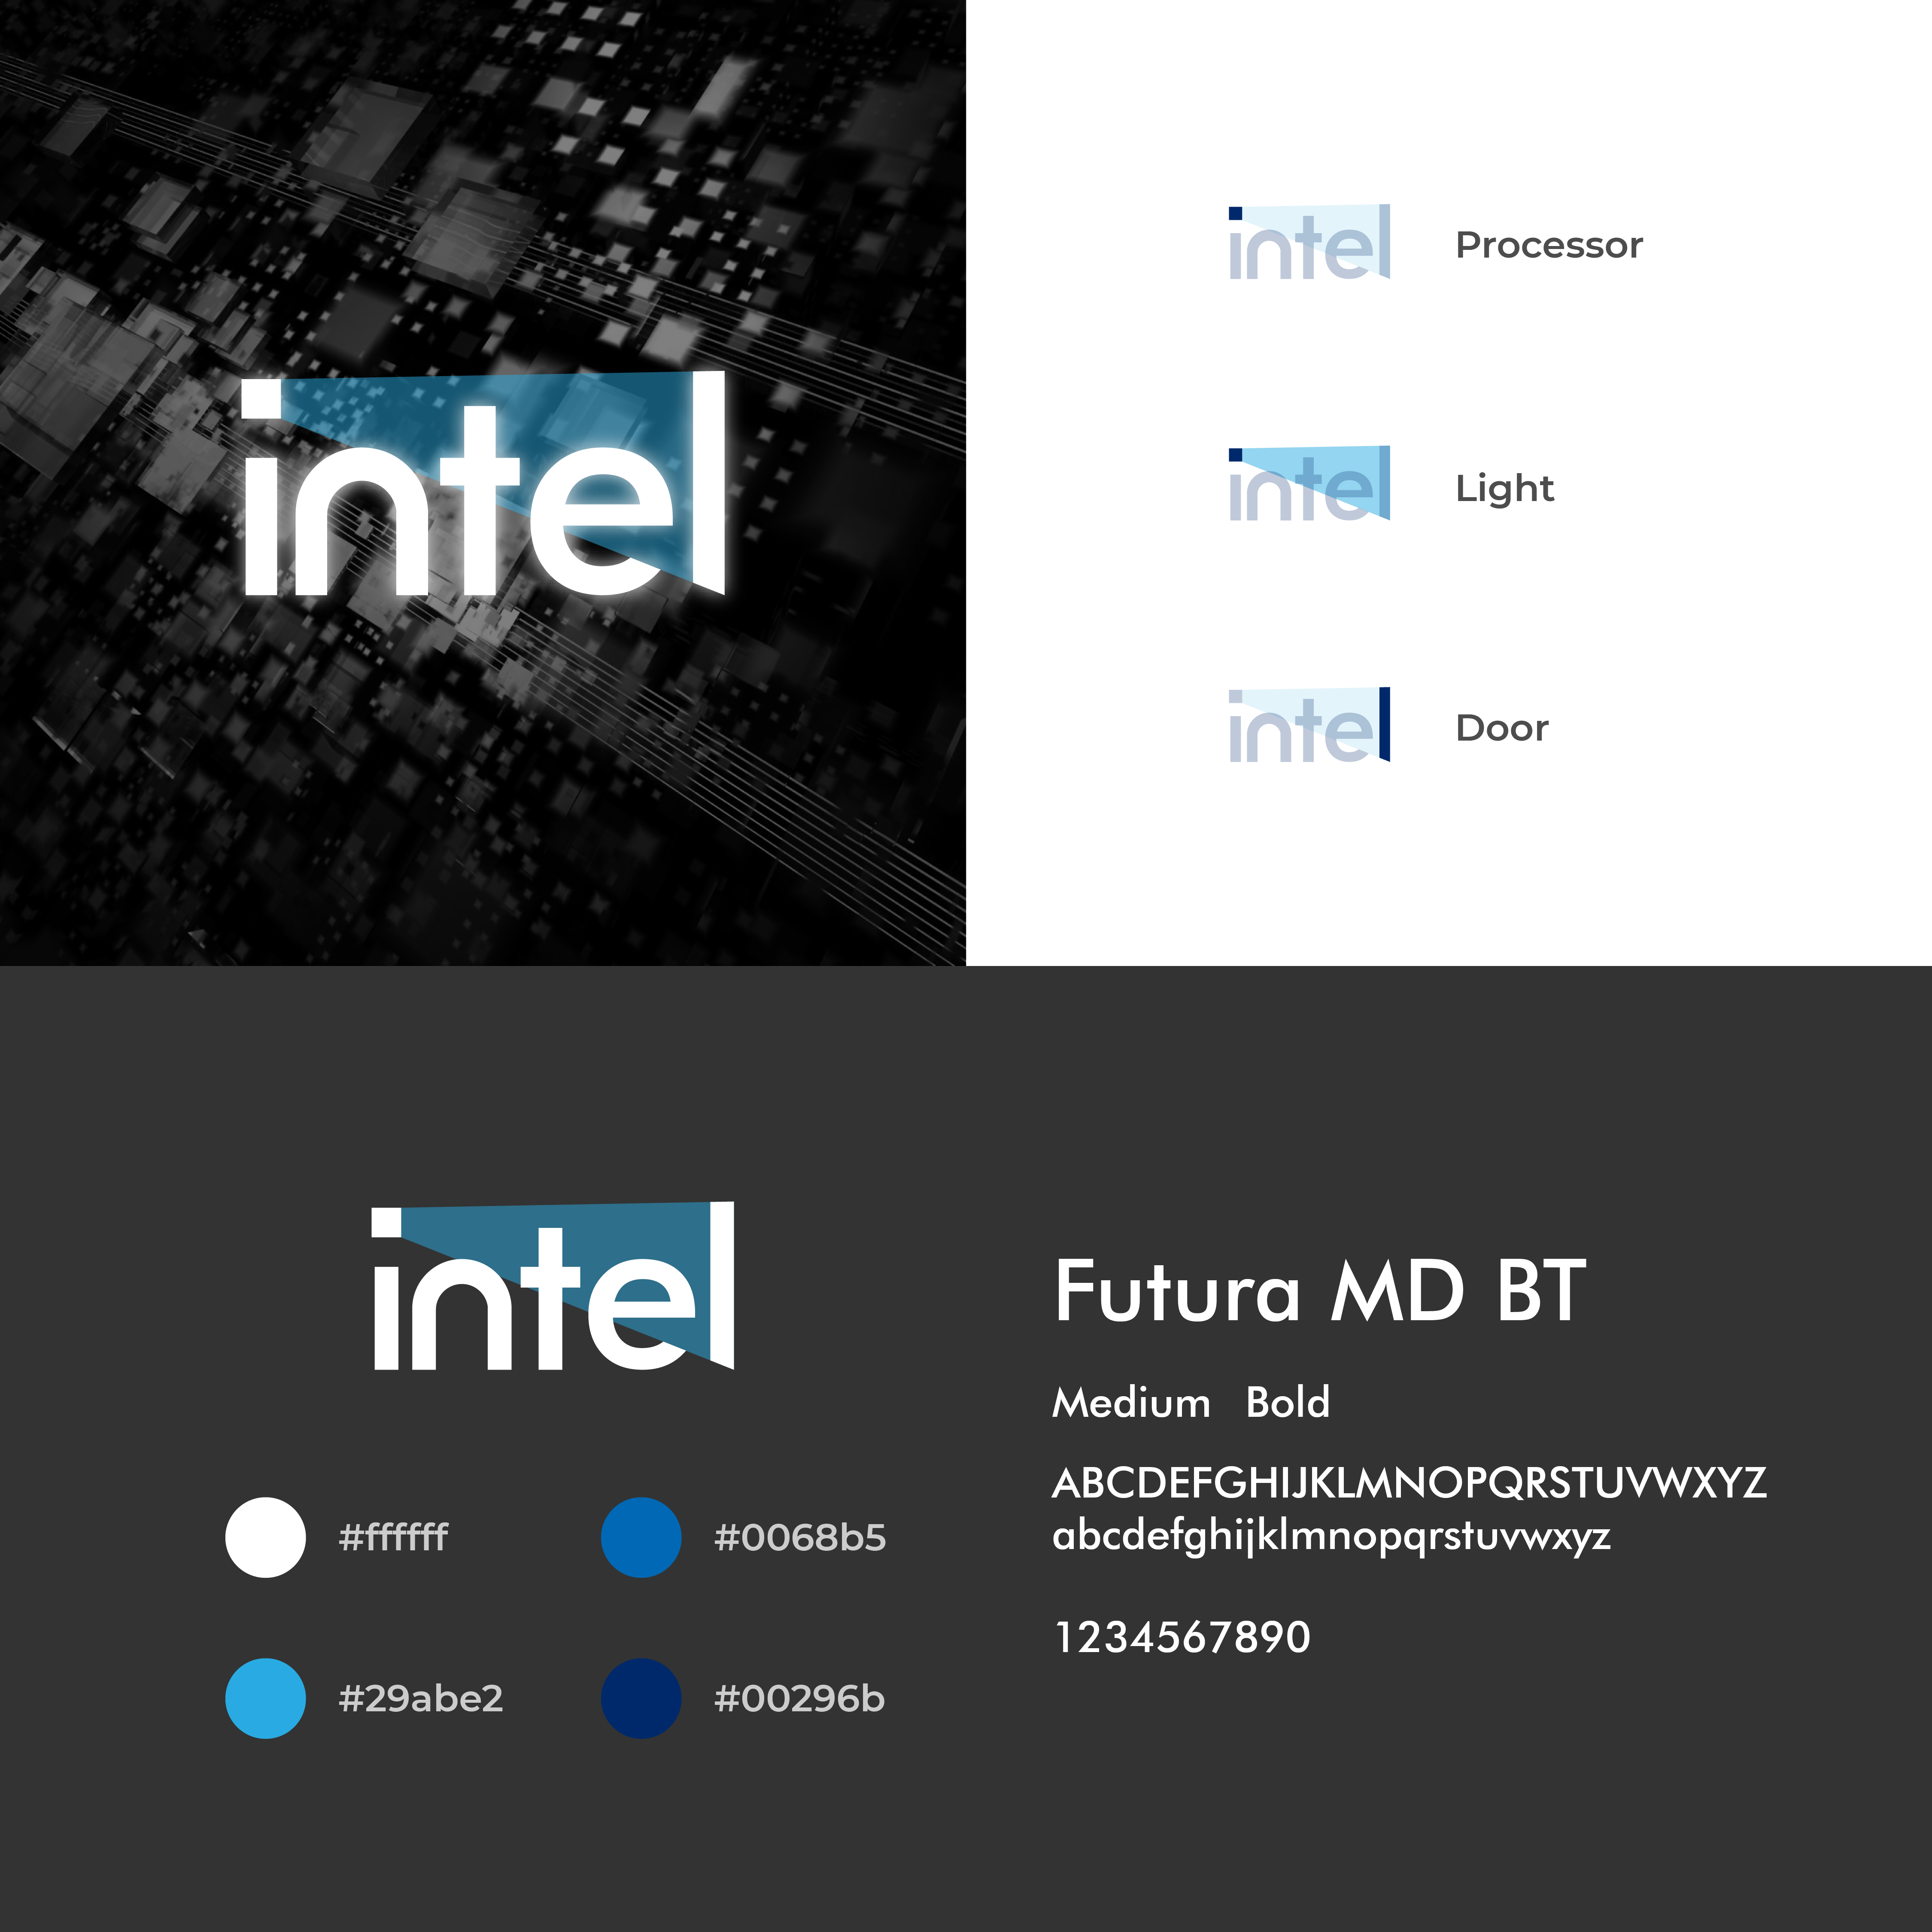 intel
intel
Processor
intel
Light
intel
Door
intel
#ffffff
#0068b5
#29abe2
#00296b
Futura MD BT
Medium Bold
ABCDEFGHIJKLMNOPQRSTUVWXYZ
abcdefghijklmnopqrstuvwxyz
1234567890